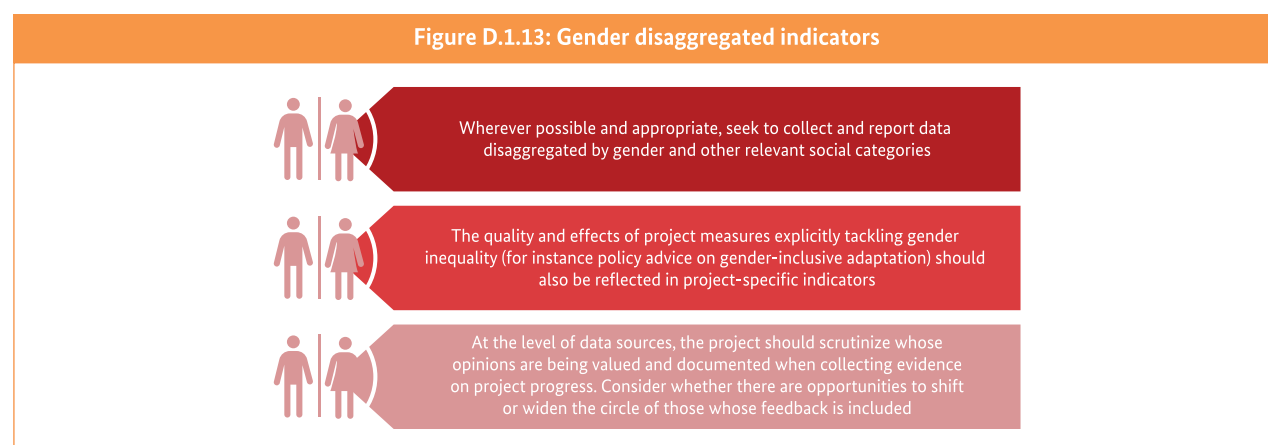 Figure D.1.13: Gender disaggregated indicators
Wherever possible and appropriate, seek to collect and report data
disaggregated by gender and other relevant social categories
The quality and effects of project measures explicitly tackling gender
inequality (for instance policy advice on gender-inclusive adaptation) should
also be reflected in project-specific indicators
At the level of data sources, the project should scrutinize whose
opinions are being valued and documented when collecting evidence
on project progress. Consider whether there are opportunities to shift
or widen the circle of those whose feedback is included